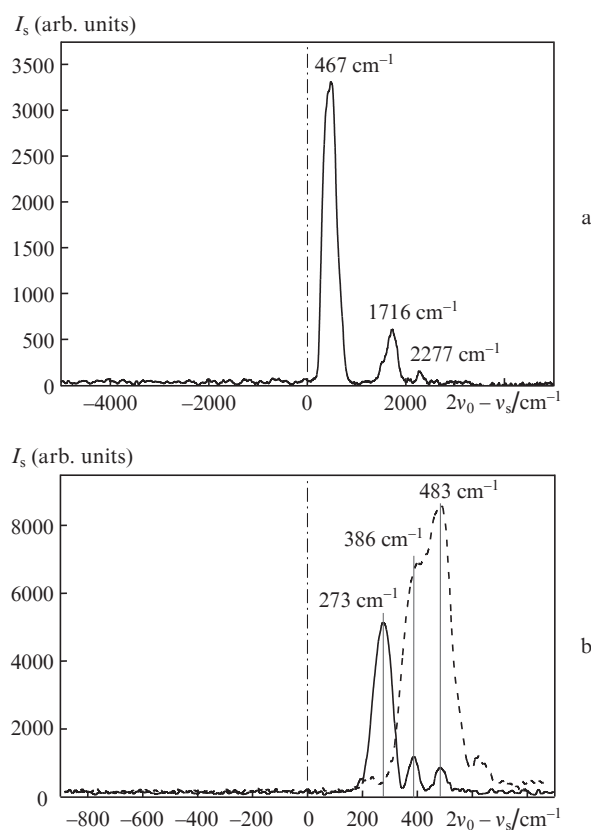 I_s (arb. units)
3500
3000
2500
2000
1500
1000
500
0
467 cm⁻¹
1716 cm⁻¹
2277 cm⁻¹
−4000 −2000 0 2000 2ν₀ − ν_s/cm⁻¹
a
I_s (arb. units)
8000
6000
4000
2000
0
483 cm⁻¹
386 cm⁻¹
273 cm⁻¹
−800 −600 −400 −200 0 200 400 2ν₀ − ν_s/cm⁻¹
b